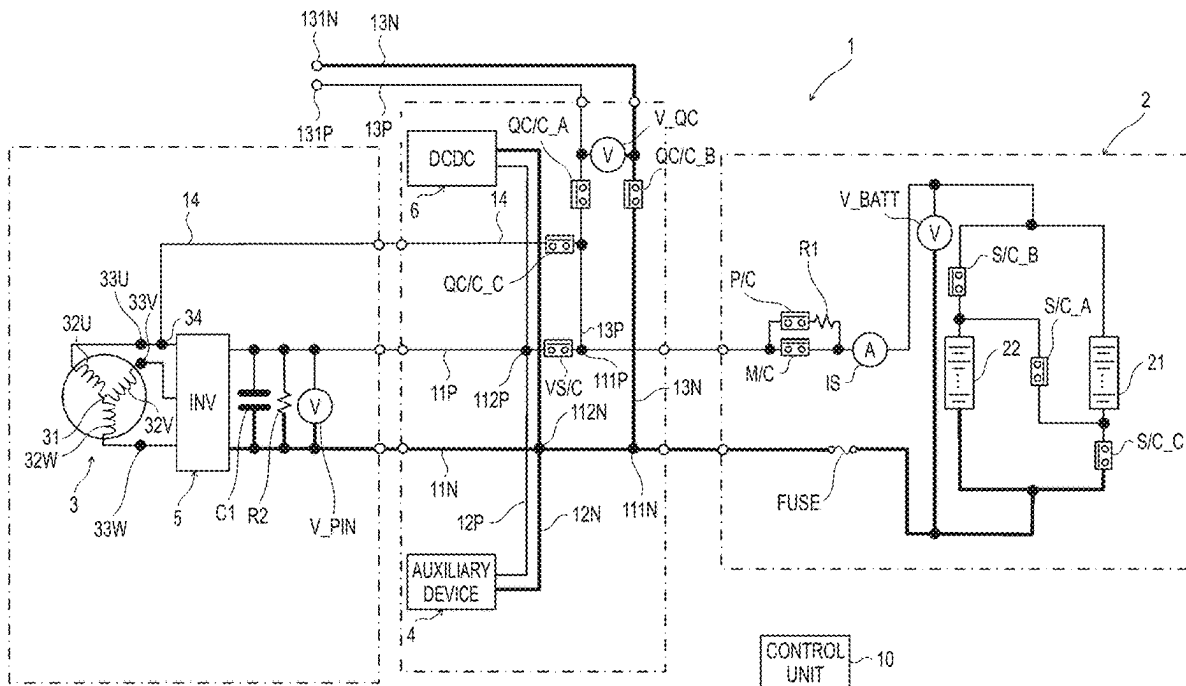 131N
13N
1
131P
13P
QC/C_A
V_QC
V
QC/C_B
2
DCDC
6
14
14
QC/C_C
V_BATT
V
R1
P/C
S/C_B
S/C_A
33U
33V
32U
34
13P
11P
112P
VS/C
111P
M/C
IS
A
13N
22
21
INV
V
31
32V
32W
3
33W
5
C1
R2
V_PIN
112N
11N
12P
12N
111N
FUSE
S/C_C
AUXILIARY
DEVICE
4
CONTROL
UNIT
10